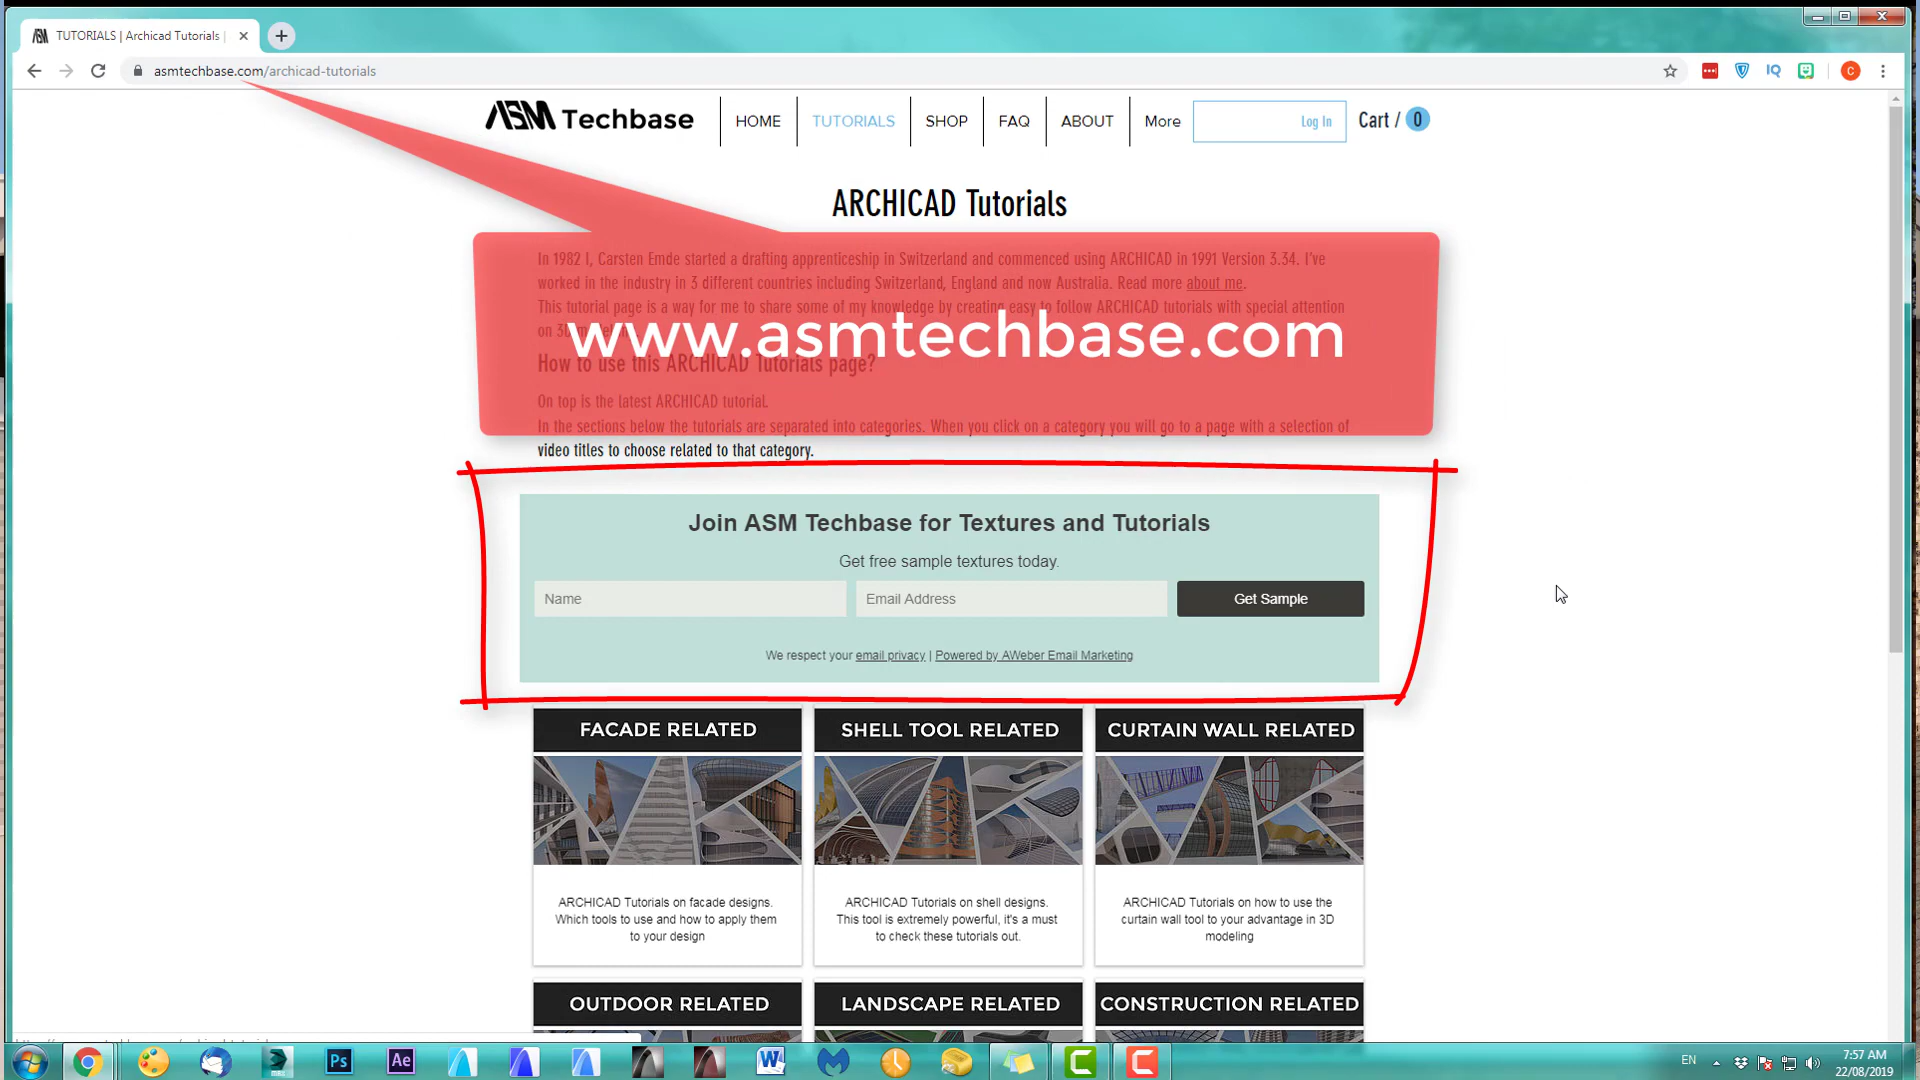 TUTORIALS | Archicad Tutorials |
asmtechbase.com/archicad-tutorials
ASM Techbase
HOME
TUTORIALS
SHOP
FAQ
ABOUT
More
Log In
Cart / 0
ARCHICAD Tutorials
In 1982 I, Carsten Emde started a drafting apprenticeship in Switzerland and commenced using ARCHICAD in 1991 Version 3.34. I've
worked in the industry in 3 different countries including Switzerland, England and now Australia. Read more about me.
This tutorial page is a way for me to share some of my knowledge by creating easy to follow ARCHICAD tutorials with special attention
on 3D
www.asmtechbase.com
How to use this ARCHICAD Tutorials page?
On top is the latest ARCHICAD tutorial.
In the sections below the tutorials are separated into categories. When you click on a category you will go to a page with a selection of
video titles to choose related to that category.
Join ASM Techbase for Textures and Tutorials
Get free sample textures today.
Name
Email Address
Get Sample
We respect your email privacy | Powered by AWeber Email Marketing
FACADE RELATED
SHELL TOOL RELATED
CURTAIN WALL RELATED
ARCHICAD Tutorials on facade designs.
Which tools to use and how to apply them
to your design
ARCHICAD Tutorials on shell designs.
This tool is extremely powerful, it's a must
to check these tutorials out.
ARCHICAD Tutorials on how to use the
curtain wall tool to your advantage in 3D
modeling
OUTDOOR RELATED
LANDSCAPE RELATED
CONSTRUCTION RELATED
Ps
Ae
EN
7:57 AM
22/08/2019